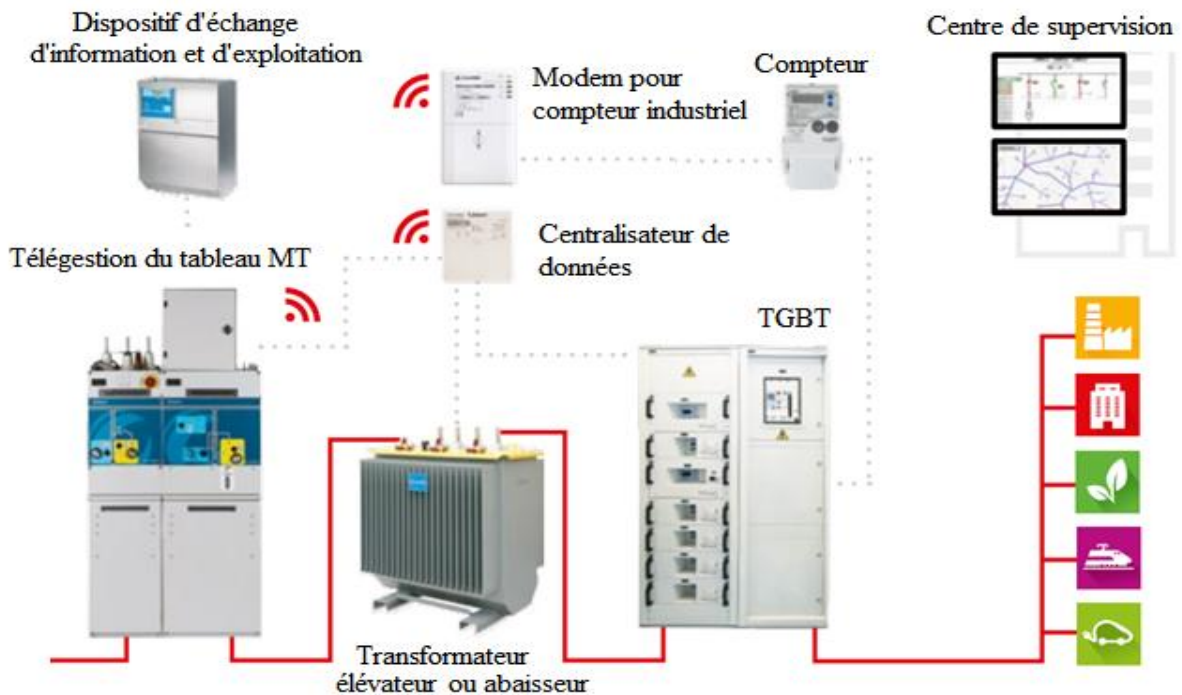 Dispositif d'échange
d'information et d'exploitation
Modem pour
compteur industriel
Compteur
Centre de supervision
Télégestion du tableau MT
Centralisateur de
données
TGBT
Transformateur
élévateur ou abaisseur